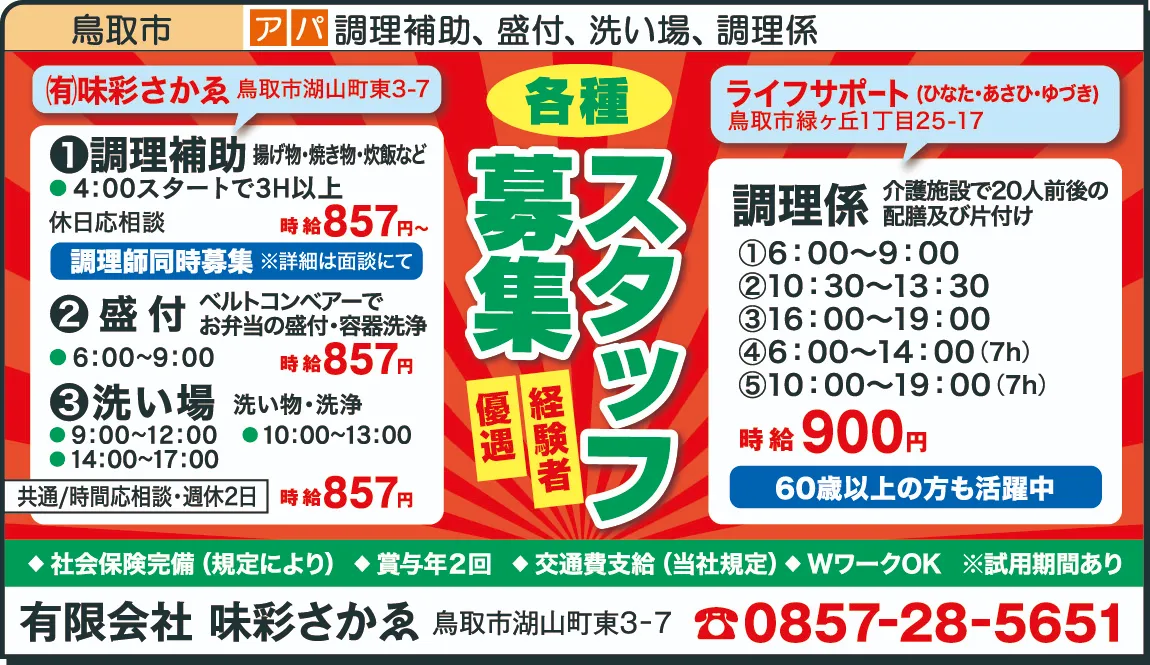 鳥取市
アパ 調理補助、盛付、洗い場、調理係
㈲味彩さかゑ 鳥取市湖山町東3-7
❶調理補助 揚げ物・焼き物・炊飯など
● 4:00スタートで3H以上
休日応相談 時給857円~
調理師同時募集 ※詳細は面談にて
❷盛付 ベルトコンベアーで
お弁当の盛付・容器洗浄
● 6:00~9:00 時給857円
❸洗い場 洗い物・洗浄
● 9:00~12:00 ● 10:00~13:00
● 14:00~17:00
共通/時間応相談・週休2日 時給857円
各種
スタッフ
募集
経験者
優遇
ライフサポート (ひなた・あさひ・ゆづき)
鳥取市緑ヶ丘1丁目25-17
調理係 介護施設で20人前後の
配膳及び片付け
①6:00〜9:00
②10:30〜13:30
③16:00〜19:00
④6:00〜14:00(7h)
⑤10:00〜19:00(7h)
時給900円
60歳以上の方も活躍中
◆ 社会保険完備(規定により) ◆ 賞与年2回 ◆ 交通費支給(当社規定) ◆ WワークOK ※試用期間あり
有限会社 味彩さかゑ 鳥取市湖山町東3-7 ☎0857-28-5651